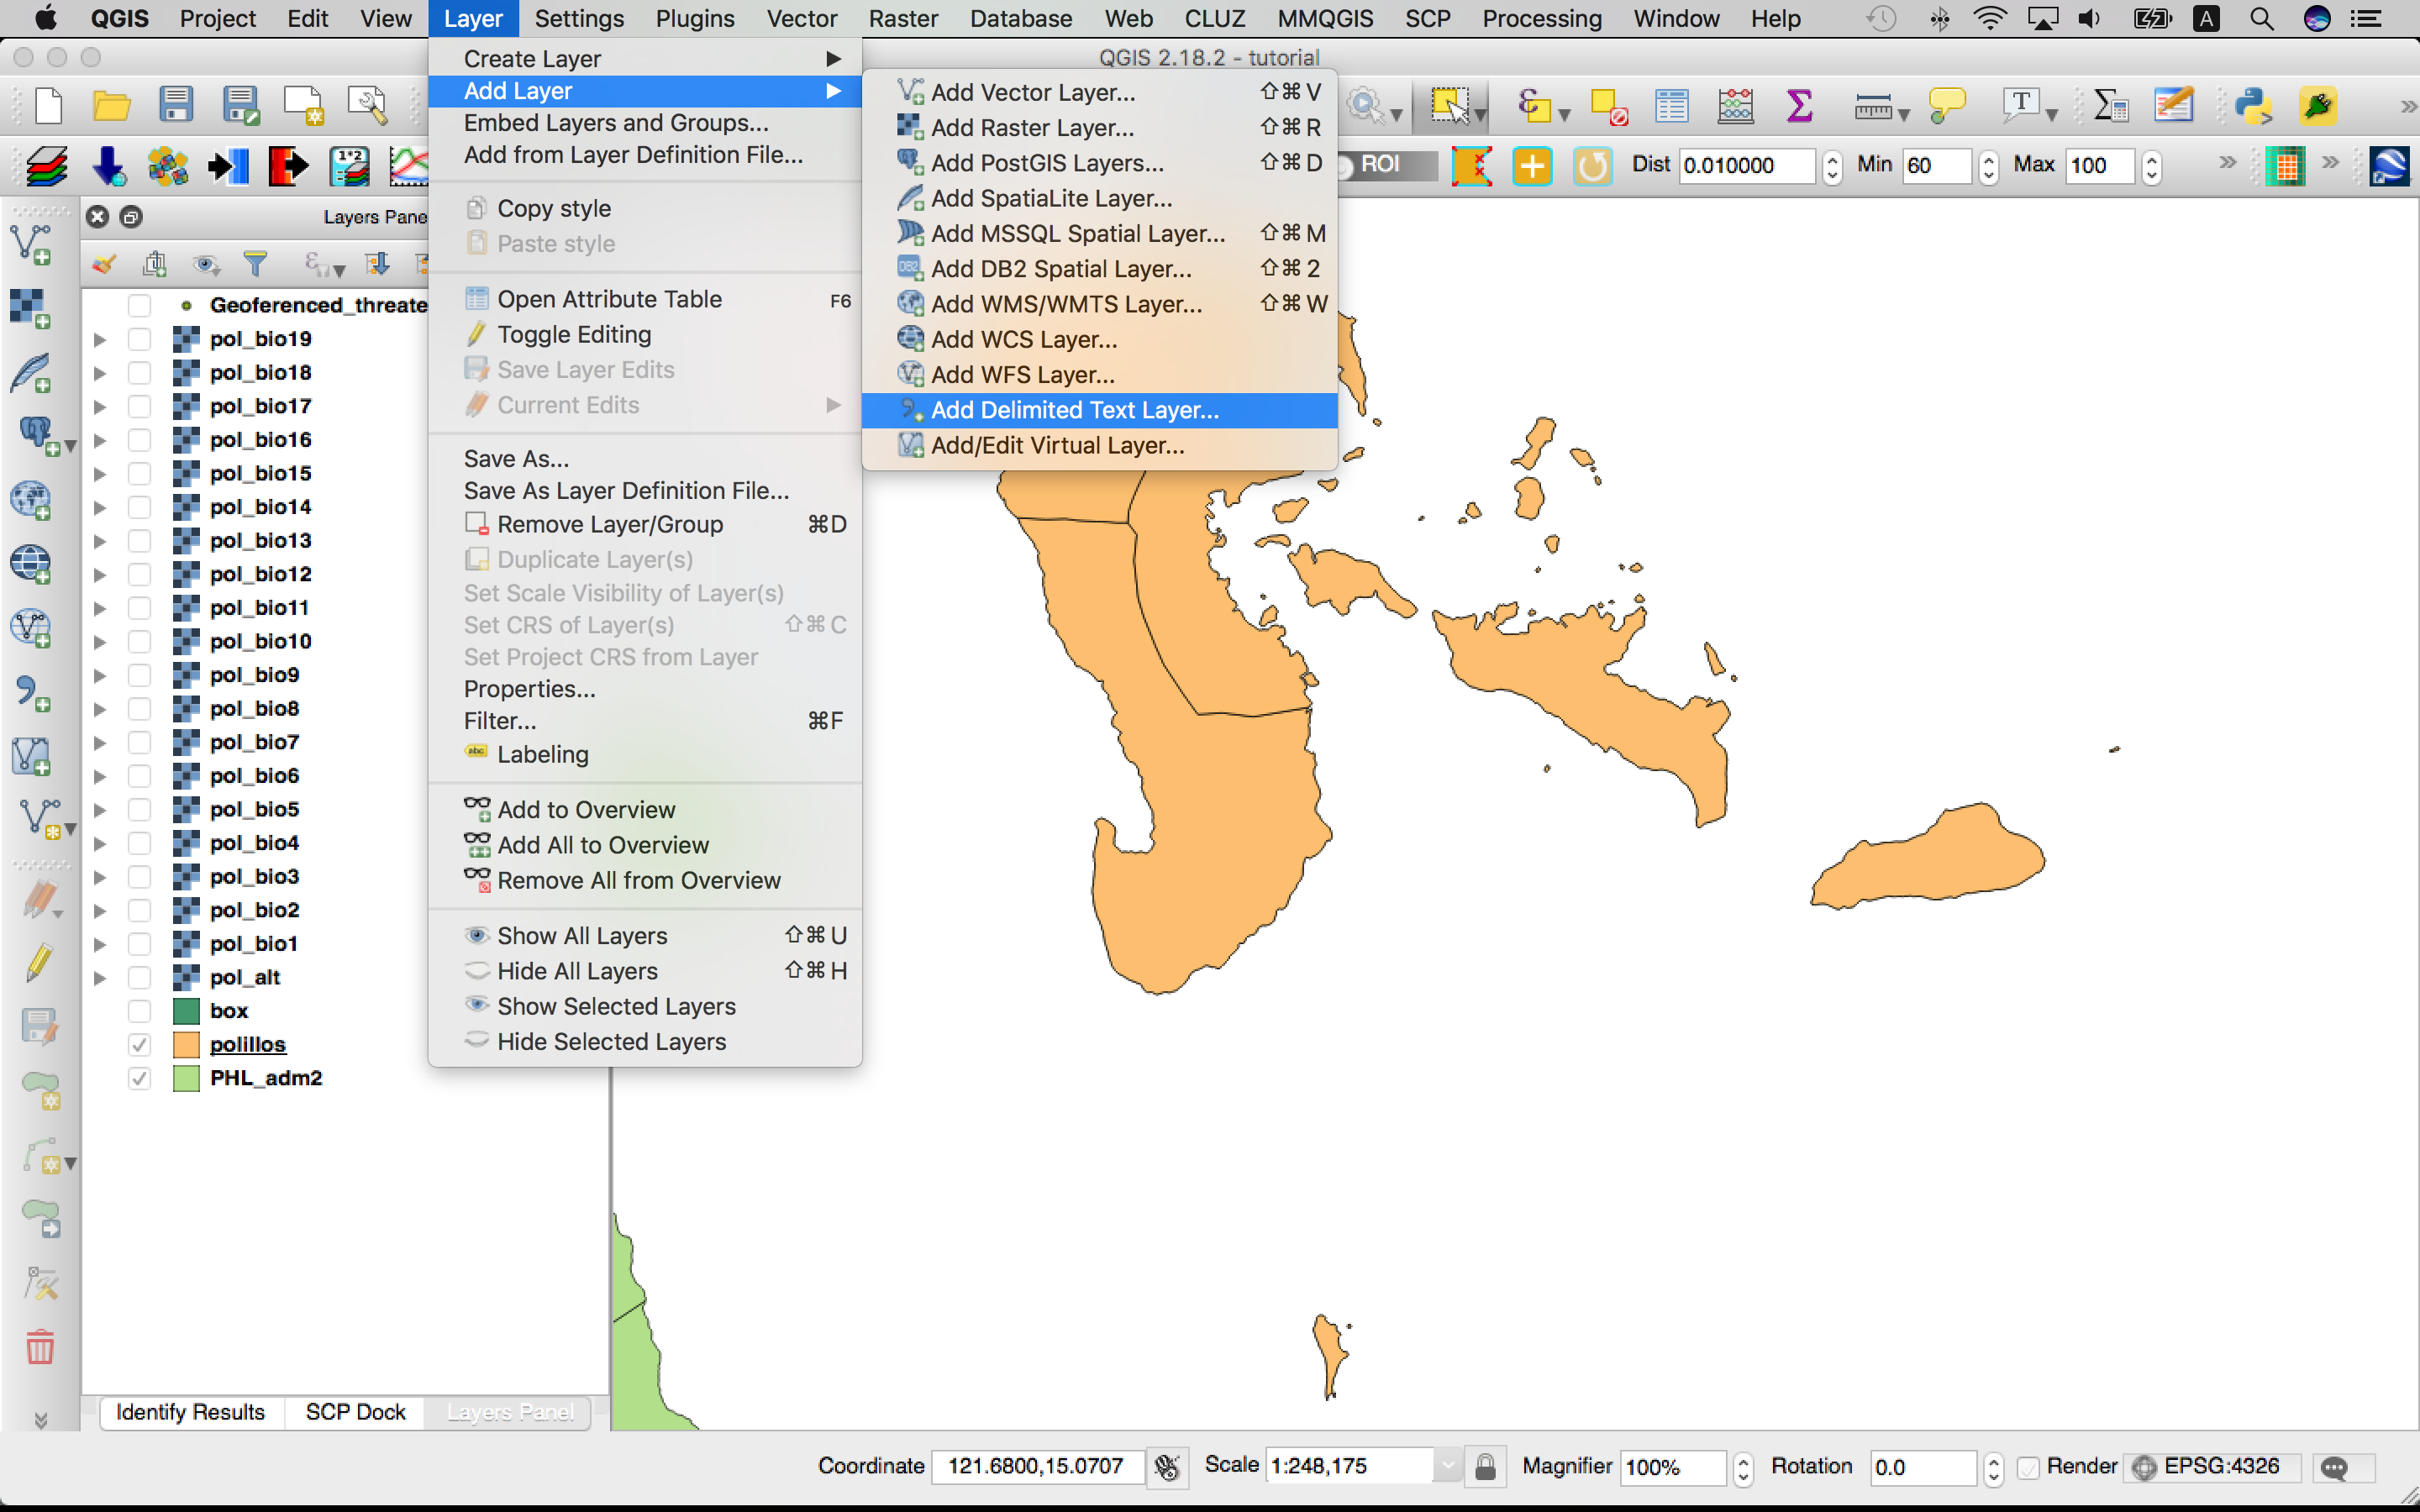 QGIS Project Edit View Layer Settings Plugins Vector Raster Database Web CLUZ MMQGIS SCP Processing Window Help A
QGIS 2.18.2 - tutorial
Create Layer
Add Layer
Embed Layers and Groups...
Add from Layer Definition File...
Copy style
Paste style
Open Attribute Table F6
Toggle Editing
Save Layer Edits
Current Edits
Save As...
Save As Layer Definition File...
Remove Layer/Group ⌘D
Duplicate Layer(s)
Set Scale Visibility of Layer(s)
Set CRS of Layer(s) ⇧⌘C
Set Project CRS from Layer
Properties...
Filter... ⌘F
Labeling
Add to Overview
Add All to Overview
Remove All from Overview
Show All Layers ⇧⌘U
Hide All Layers ⇧⌘H
Show Selected Layers
Hide Selected Layers
Add Vector Layer... ⇧⌘V
Add Raster Layer... ⇧⌘R
Add PostGIS Layers... ⇧⌘D
Add SpatiaLite Layer...
Add MSSQL Spatial Layer... ⇧⌘M
Add DB2 Spatial Layer... ⇧⌘2
Add WMS/WMTS Layer... ⇧⌘W
Add WCS Layer...
Add WFS Layer...
Add Delimited Text Layer...
Add/Edit Virtual Layer...
ROI Dist 0.010000 Min 60 Max 100
Layers Pane
Geoferenced_threate
pol_bio19
pol_bio18
pol_bio17
pol_bio16
pol_bio15
pol_bio14
pol_bio13
pol_bio12
pol_bio11
pol_bio10
pol_bio9
pol_bio8
pol_bio7
pol_bio6
pol_bio5
pol_bio4
pol_bio3
pol_bio2
pol_bio1
pol_alt
box
polillos
PHL_adm2
Identify Results SCP Dock Layers Panel
Coordinate 121.6800,15.0707 Scale 1:248,175 Magnifier 100% Rotation 0.0 Render EPSG:4326